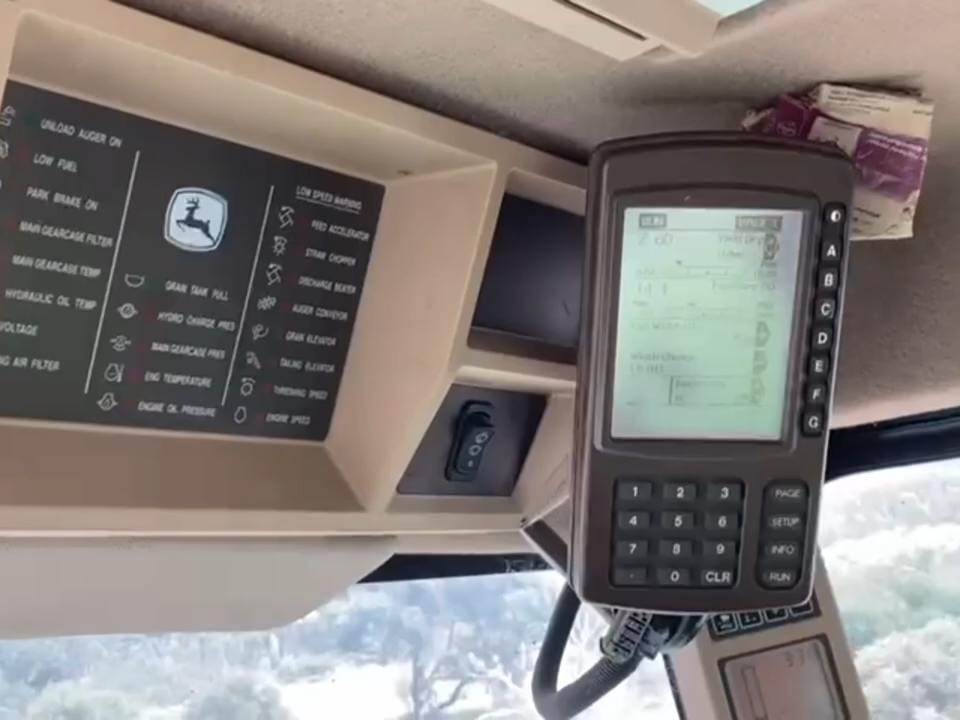 UNLOAD AUGER ON
LOW FUEL
PARK BRAKE ON
MAIN GEARCASE FILTER
MAIN GEARCASE TEMP
HYDRAULIC OIL TEMP
VOLTAGE
AIR FILTER
GRAIN TANK FULL
HYDRO CHARGE PRES
MAIN GEARCASE PRES
ENG TEMPERATURE
ENGINE OIL PRESSURE
LOW SPEED WARNING
FEED ACCELERATOR
STRAW CHOPPER
DISCHARGE BEATER
AUGER CONVEYOR
GRAIN ELEVATOR
TAILING ELEVATOR
THRESHING SPEED
ENGINE SPEED
RUN
A
B
C
D
E
F
G
1 2 3 PAGE
4 5 6 SETUP
7 8 9 INFO
. 0 CLR RUN